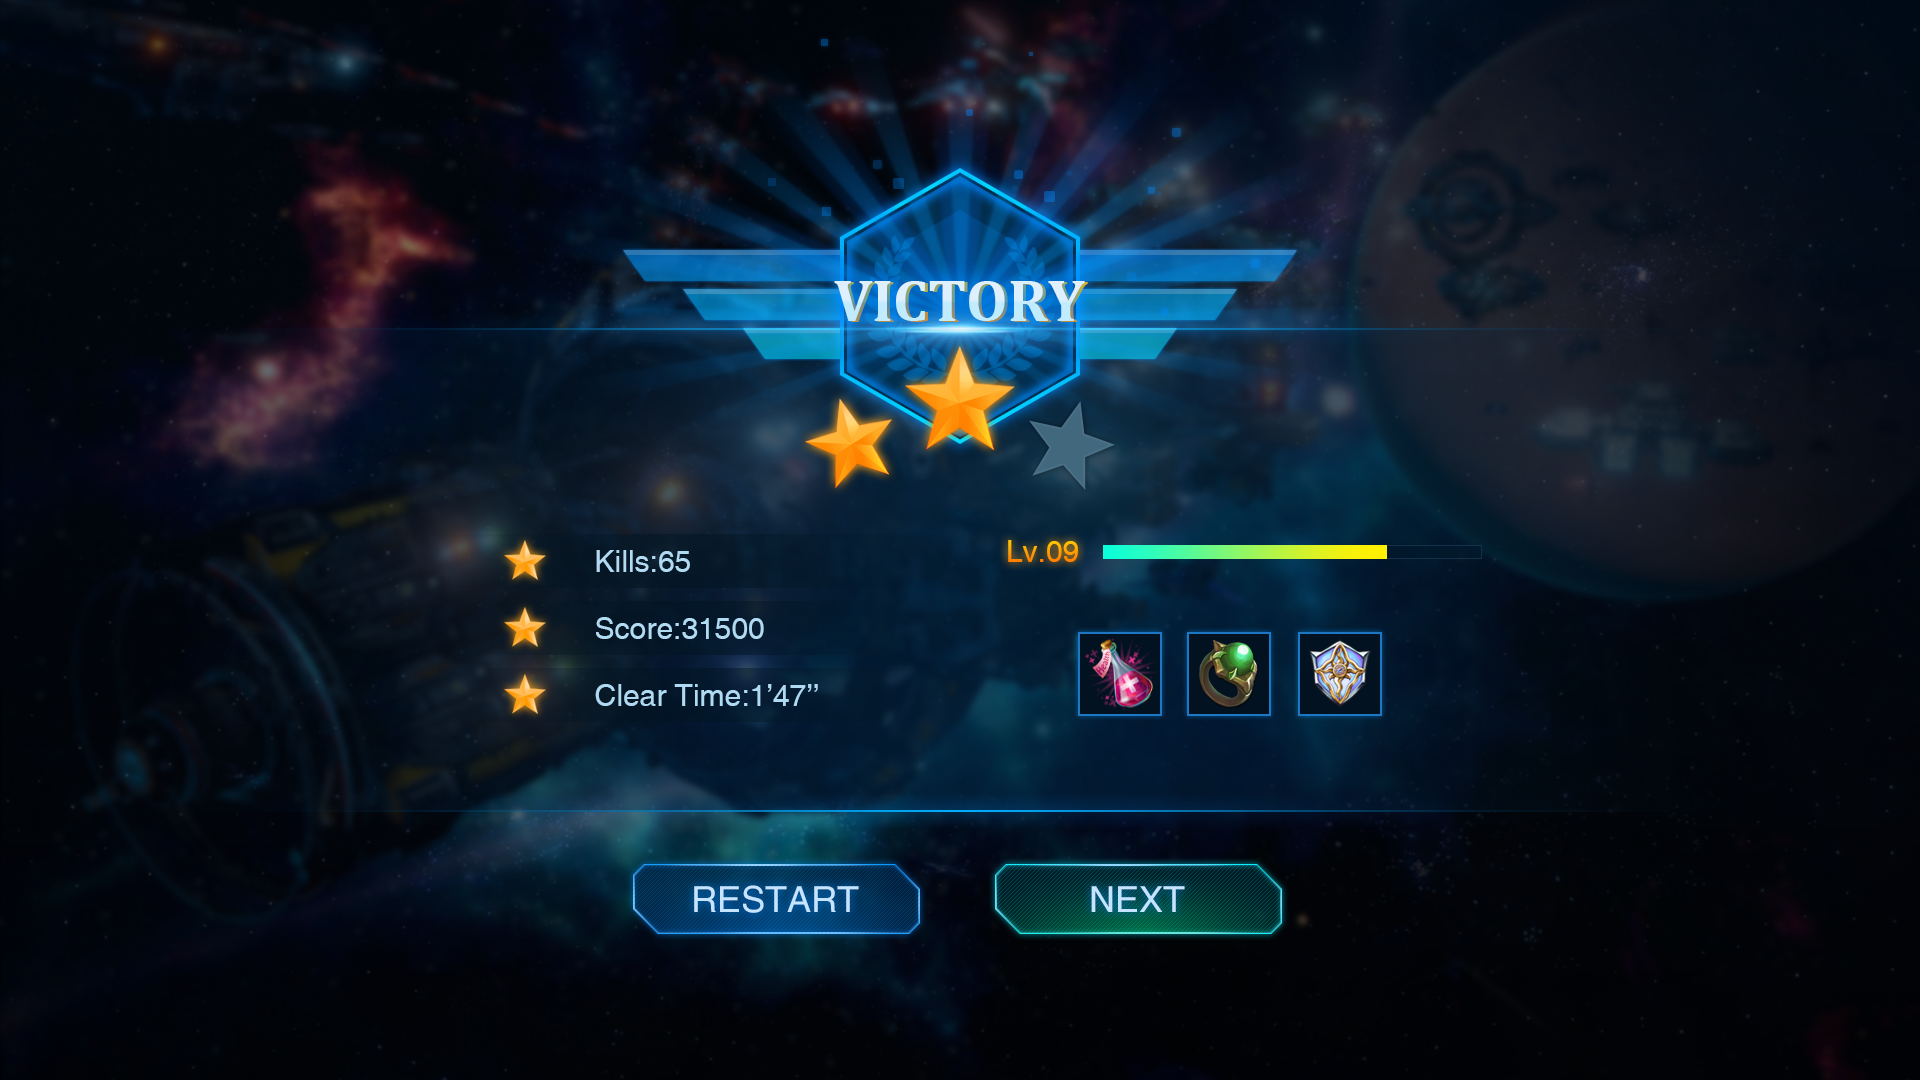 VICTORY
Kills:65
Score:31500
Clear Time:1’47’’
Lv.09
RESTART
NEXT